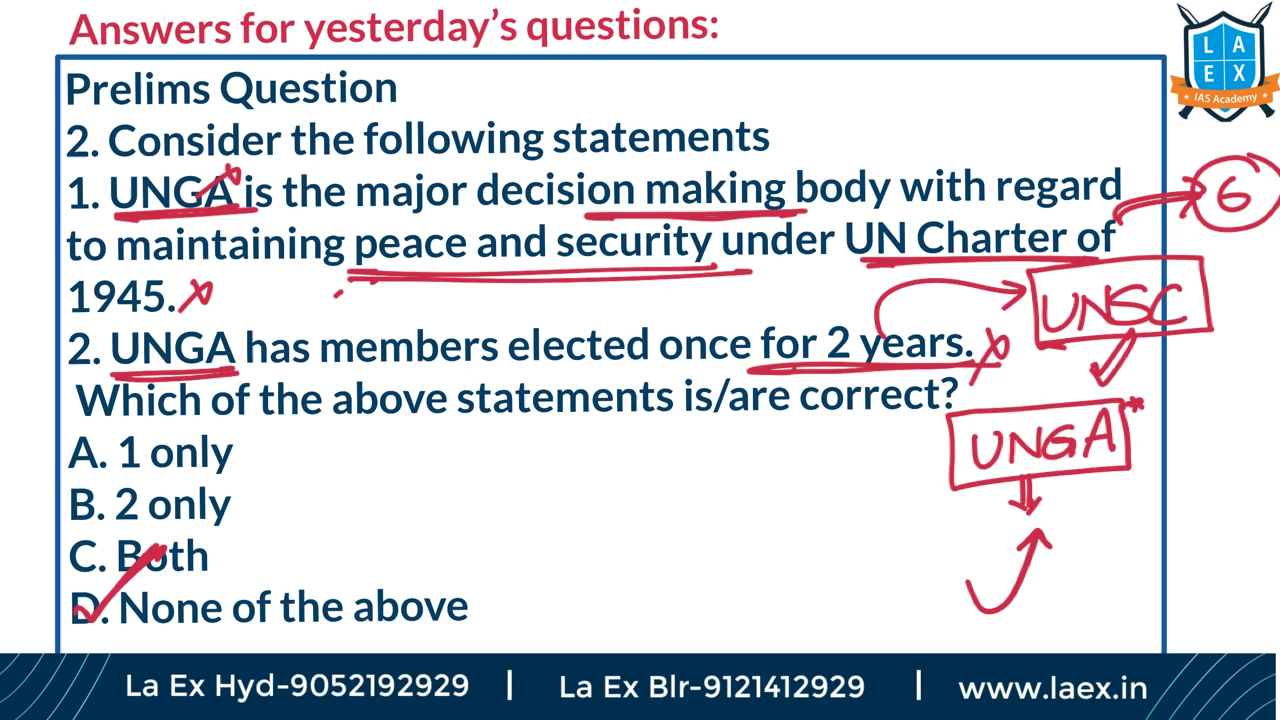 Answers for yesterday's questions:
L A
E X
IAS Academy
Prelims Question
2. Consider the following statements
1. UNGA is the major decision making body with regard
6
to maintaining peace and security under UN Charter of
1945.
UNSC
2. UNGA has members elected once for 2 years.
Which of the above statements is/are correct?
UNGA*
A. 1 only
B. 2 only
C. Both
D. None of the above
La Ex Hyd-9052192929 | La Ex Blr-9121412929 | www.laex.in